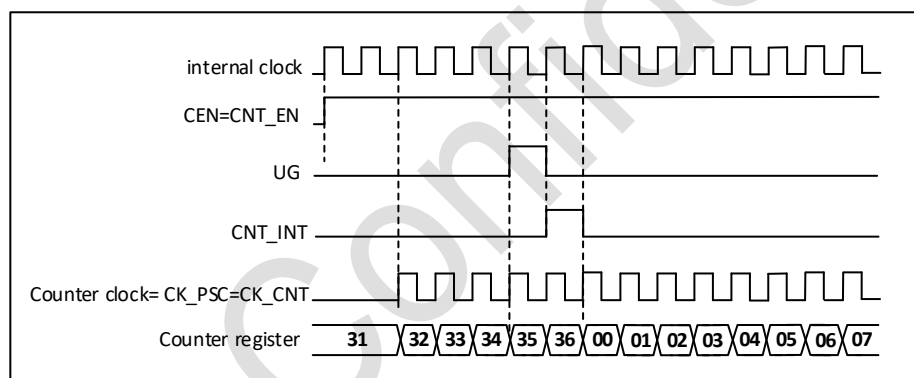 Confide
internal clock
CEN=CNT_EN
UG
CNT_INT
Counter clock= CK_PSC=CK_CNT
Counter register 31 32 33 34 35 36 00 01 02 03 04 05 06 07